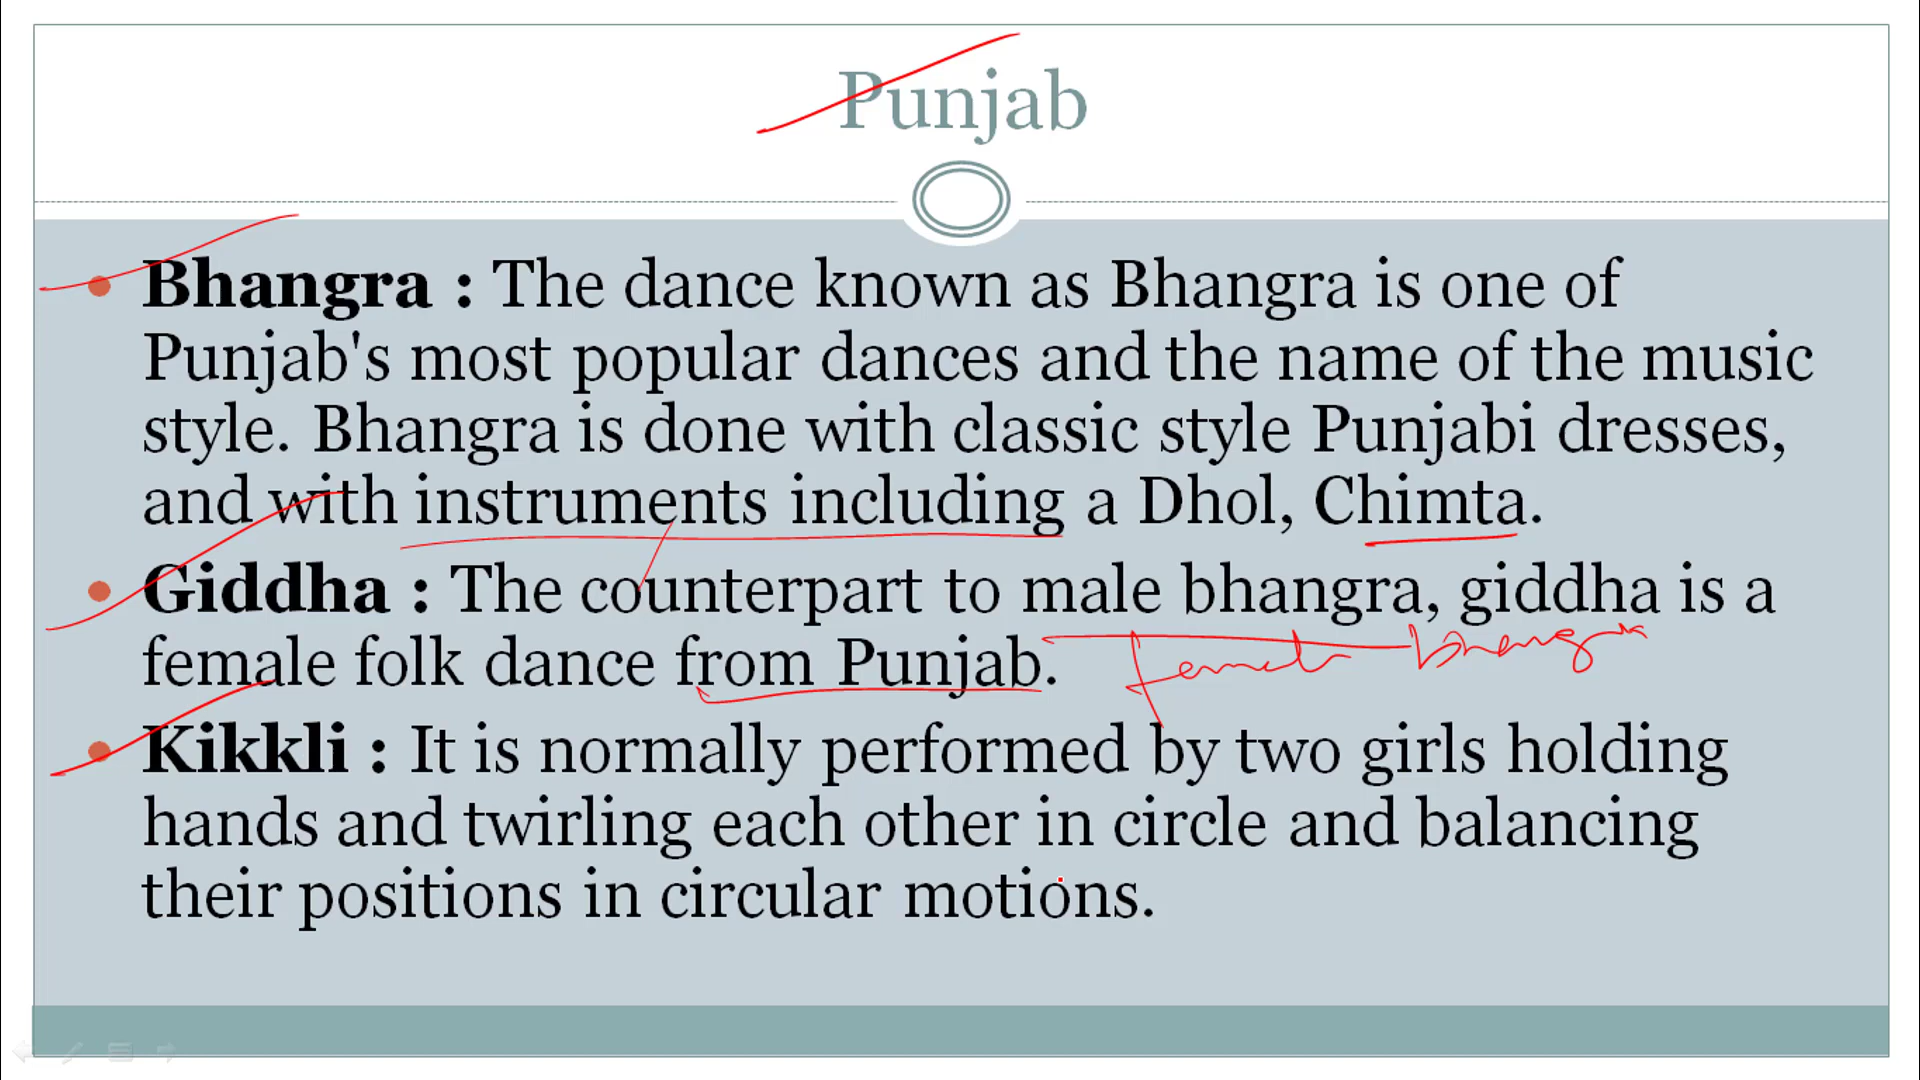 Punjab
Bhangra : The dance known as Bhangra is one of
Punjab's most popular dances and the name of the music
style. Bhangra is done with classic style Punjabi dresses,
and with instruments including a Dhol, Chimta.
Giddha : The counterpart to male bhangra, giddha is a
female folk dance from Punjab.
female bhangra
Kikkli : It is normally performed by two girls holding
hands and twirling each other in circle and balancing
their positions in circular motions.